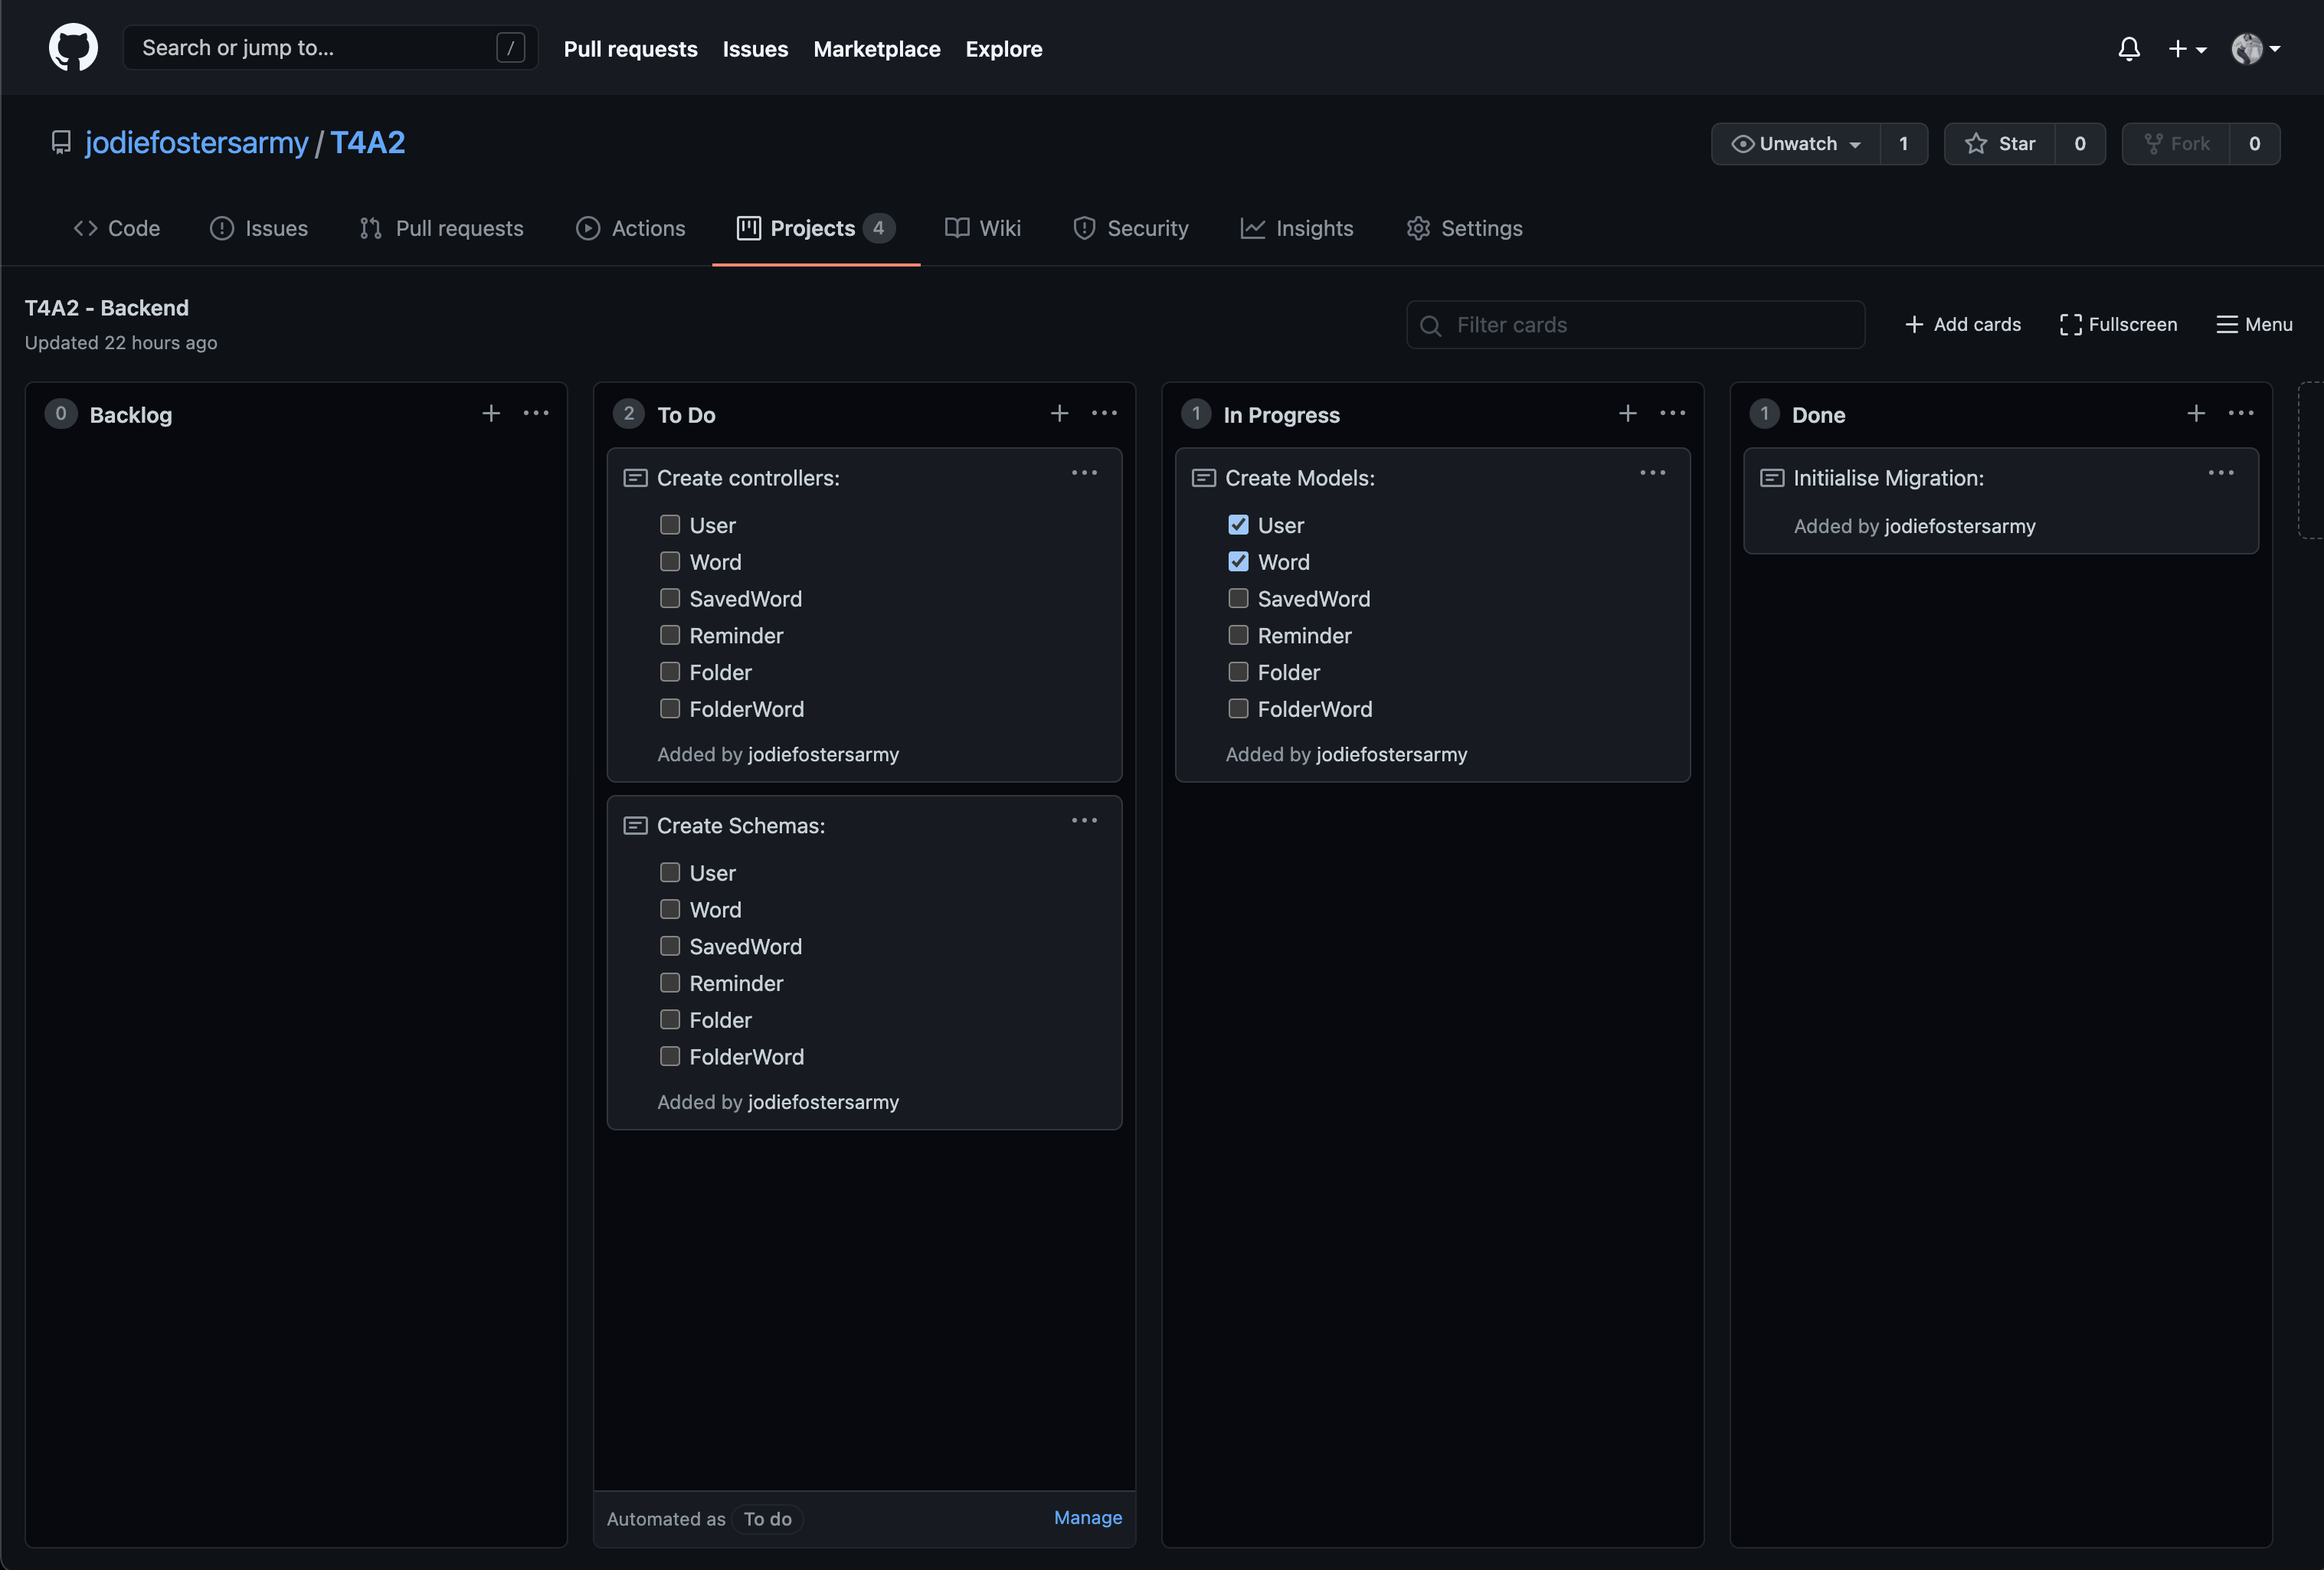 Search or jump to... /
Pull requests Issues Marketplace Explore
jodiefostersarmy / T4A2
Unwatch 1 Star 0 Fork 0
Code Issues Pull requests Actions Projects 4 Wiki Security Insights Settings
T4A2 - Backend
Updated 22 hours ago
Filter cards
Add cards Fullscreen Menu
0 Backlog
2 To Do
Create controllers:
User
Word
SavedWord
Reminder
Folder
FolderWord
Added by jodiefostersarmy
Create Schemas:
User
Word
SavedWord
Reminder
Folder
FolderWord
Added by jodiefostersarmy
Automated as To do Manage
1 In Progress
Create Models:
User
Word
SavedWord
Reminder
Folder
FolderWord
Added by jodiefostersarmy
1 Done
Initiialise Migration:
Added by jodiefostersarmy